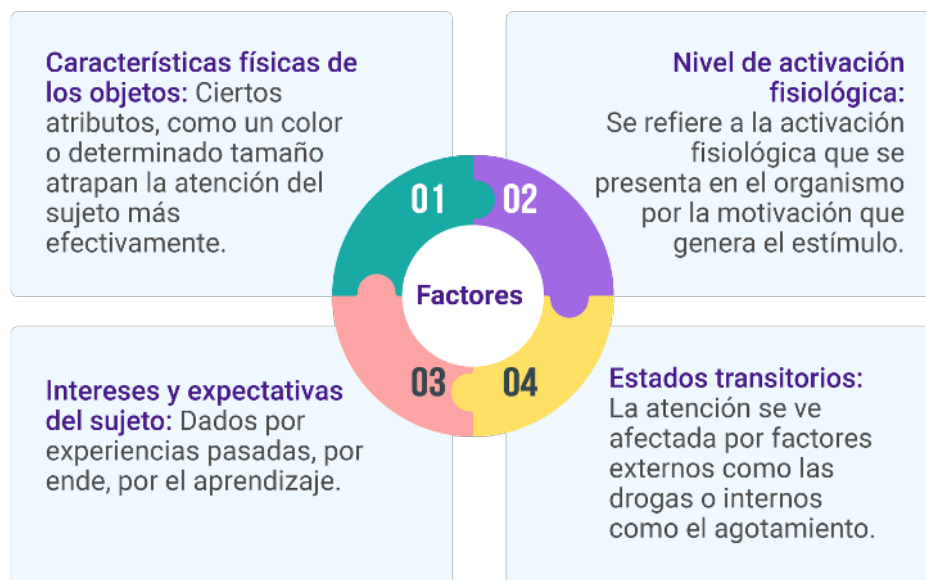 Características físicas de
los objetos: Ciertos
atributos, como un color
o determinado tamaño
atrapan la atención del
sujeto más
efectivamente.
Nivel de activación
fisiológica:
Se refiere a la activación
fisiológica que se
presenta en el organismo
por la motivación que
genera el estímulo.
01
02
Factores
03
04
Intereses y expectativas
del sujeto: Dados por
experiencias pasadas, por
ende, por el aprendizaje.
Estados transitorios:
La atención se ve
afectada por factores
externos como las
drogas o internos
como el agotamiento.